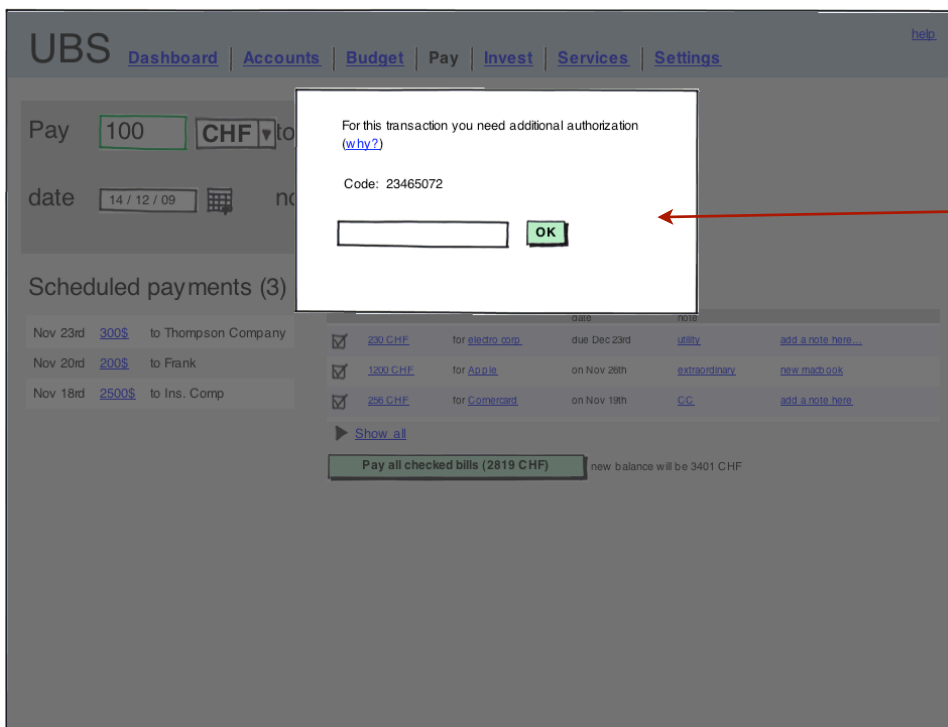 UBS Dashboard Accounts Budget Pay Invest Services Settings help
For this transaction you need additional authorization
(why?)
Code: 23465072
OK
Pay 100 CHF to
date 14 / 12 / 09
Scheduled payments (3)
Nov 23rd 300$ to Thompson Company
Nov 20rd 200$ to Frank
Nov 18rd 2500$ to Ins. Comp
date note
230 CHF for electro corp. due Dec 23rd utility add a note here...
1200 CHF for Apple on Nov 26th extraordinary new macbook
256 CHF for Cornercard on Nov 19th CC add a note here
Show all
Pay all checked bills (2819 CHF) new balance will be 3401 CHF